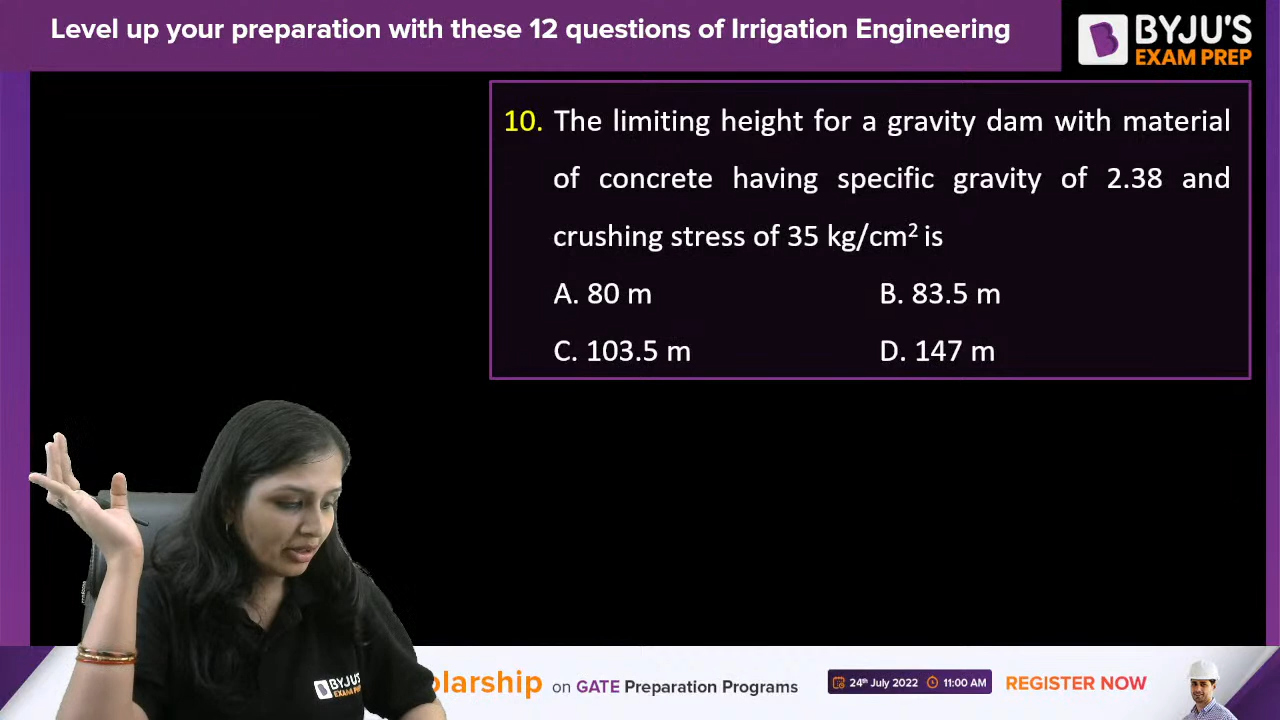 Level up your preparation with these 12 questions of Irrigation Engineering
BYJU'S
EXAM PREP
10. The limiting height for a gravity dam with material
of concrete having specific gravity of 2.38 and
crushing stress of 35 kg/cm² is
A. 80 m B. 83.5 m
C. 103.5 m D. 147 m
BYJU'S
EXAM PREP
on GATE Preparation Programs
24th July 2022 11:00 AM
REGISTER NOW